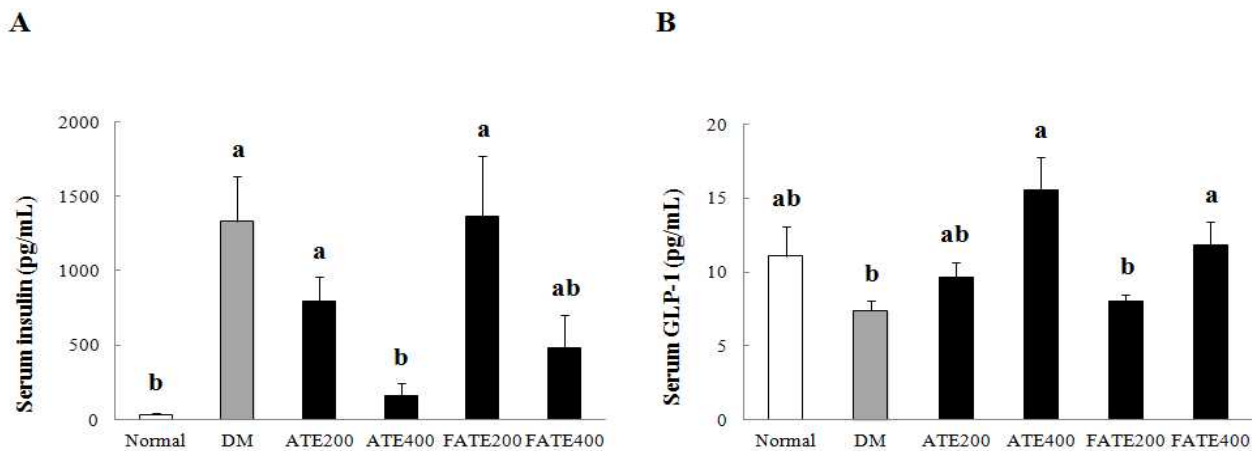 A
Serum insulin (pg/mL)
2000
1500
1000
500
0
b
a
a
b
a
ab
Normal DM ATE200 ATE400 FATE200 FATE400
B
Serum GLP-1 (pg/mL)
20
15
10
5
0
ab
b
ab
a
b
a
Normal DM ATE200 ATE400 FATE200 FATE400